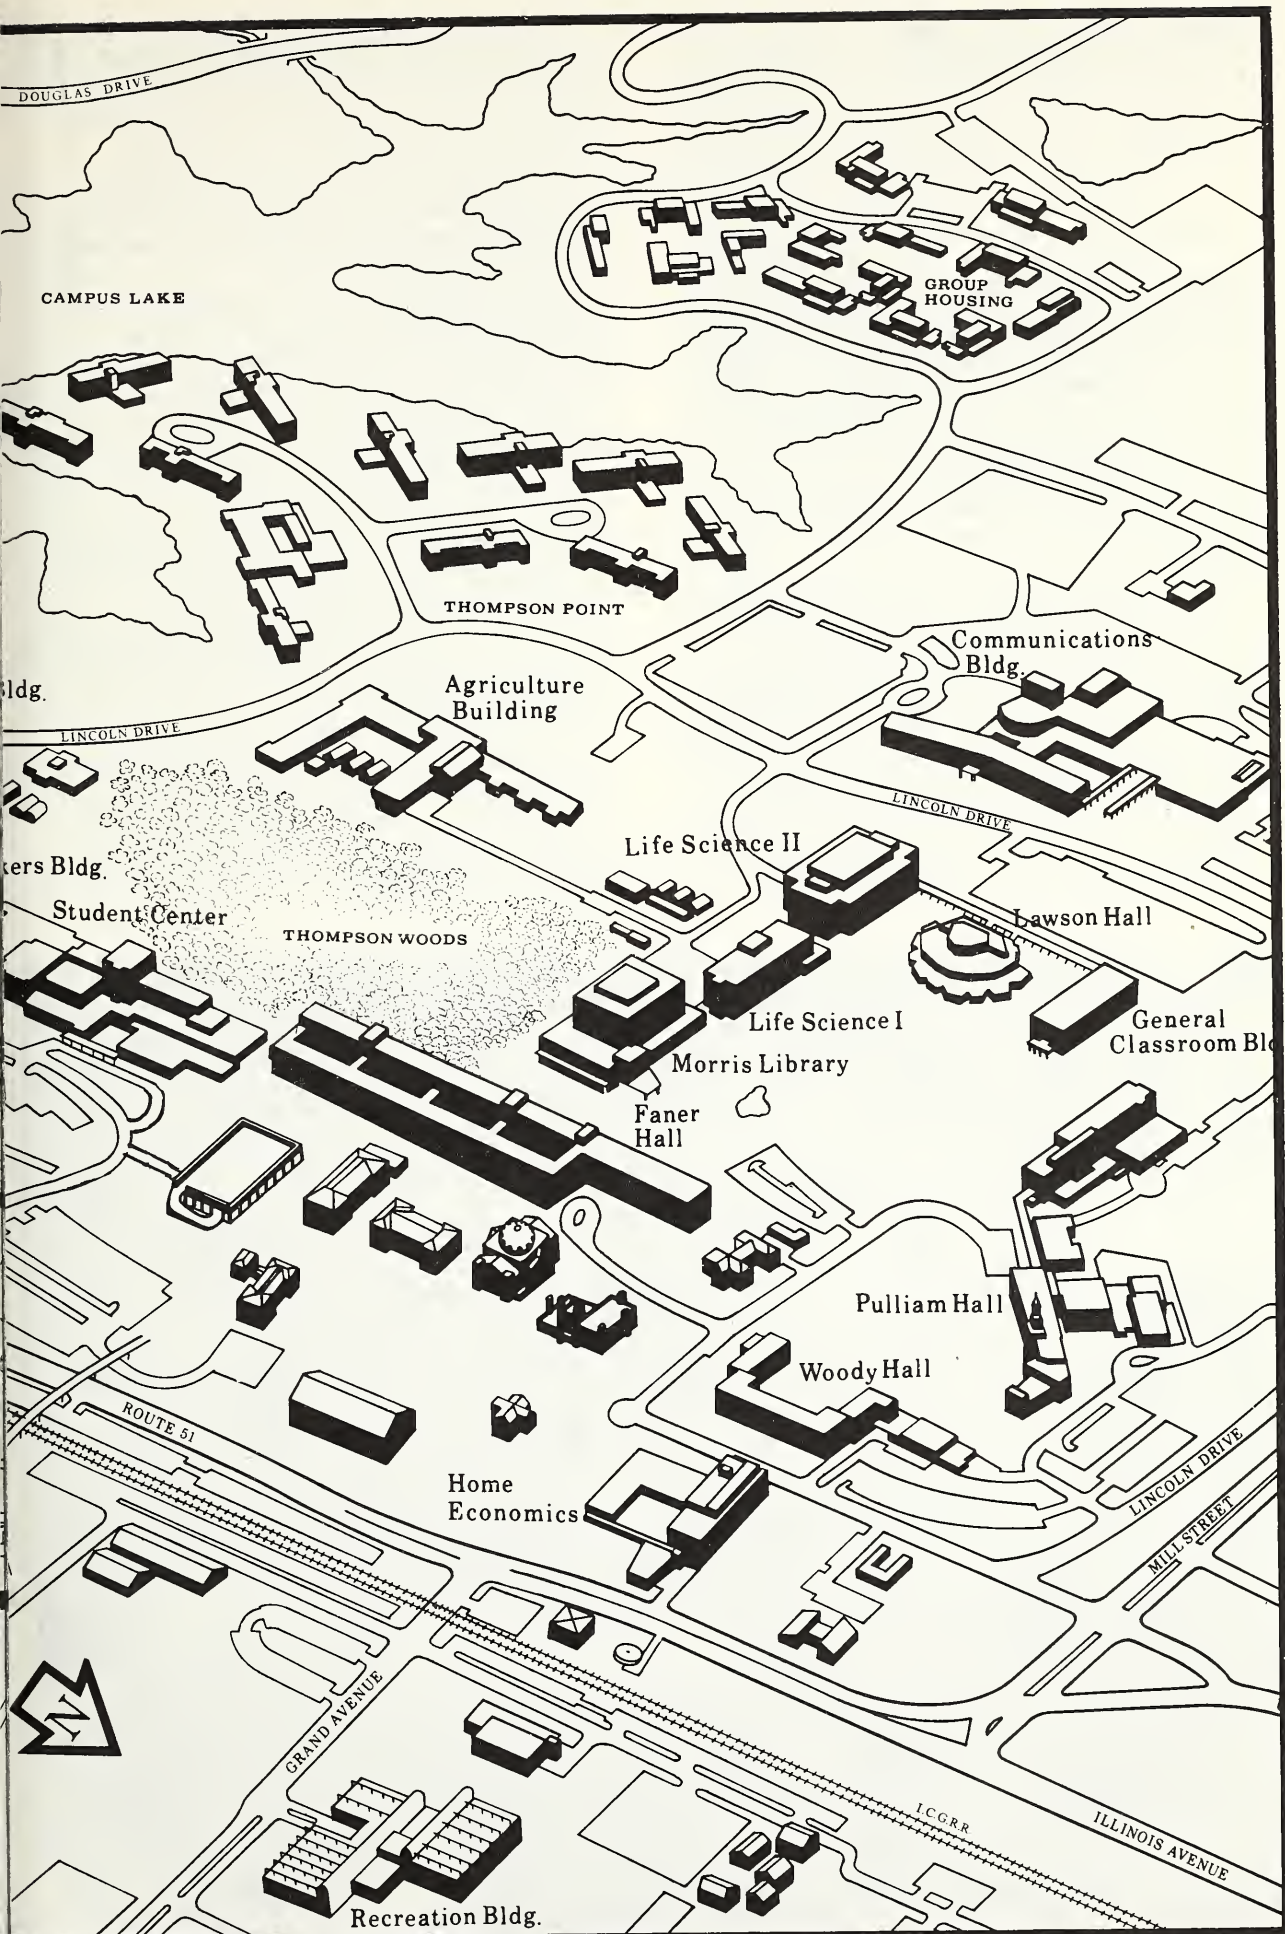 DOUGLAS DRIVE
CAMPUS LAKE
GROUP
HOUSING
THOMPSON POINT
Communications
Bldg.
ldg.
Agriculture
Building
LINCOLN DRIVE
LINCOLN DRIVE
Life Science II
kers Bldg.
Student Center
THOMPSON WOODS
Lawson Hall
Life Science I
General
Classroom Bld
Morris Library
Faner
Hall
Pulliam Hall
Woody Hall
ROUTE 51
Home
Economics
LINCOLN DRIVE
MILL STREET
N
GRAND AVENUE
I.C.G.R.R
ILLINOIS AVENUE
Recreation Bldg.